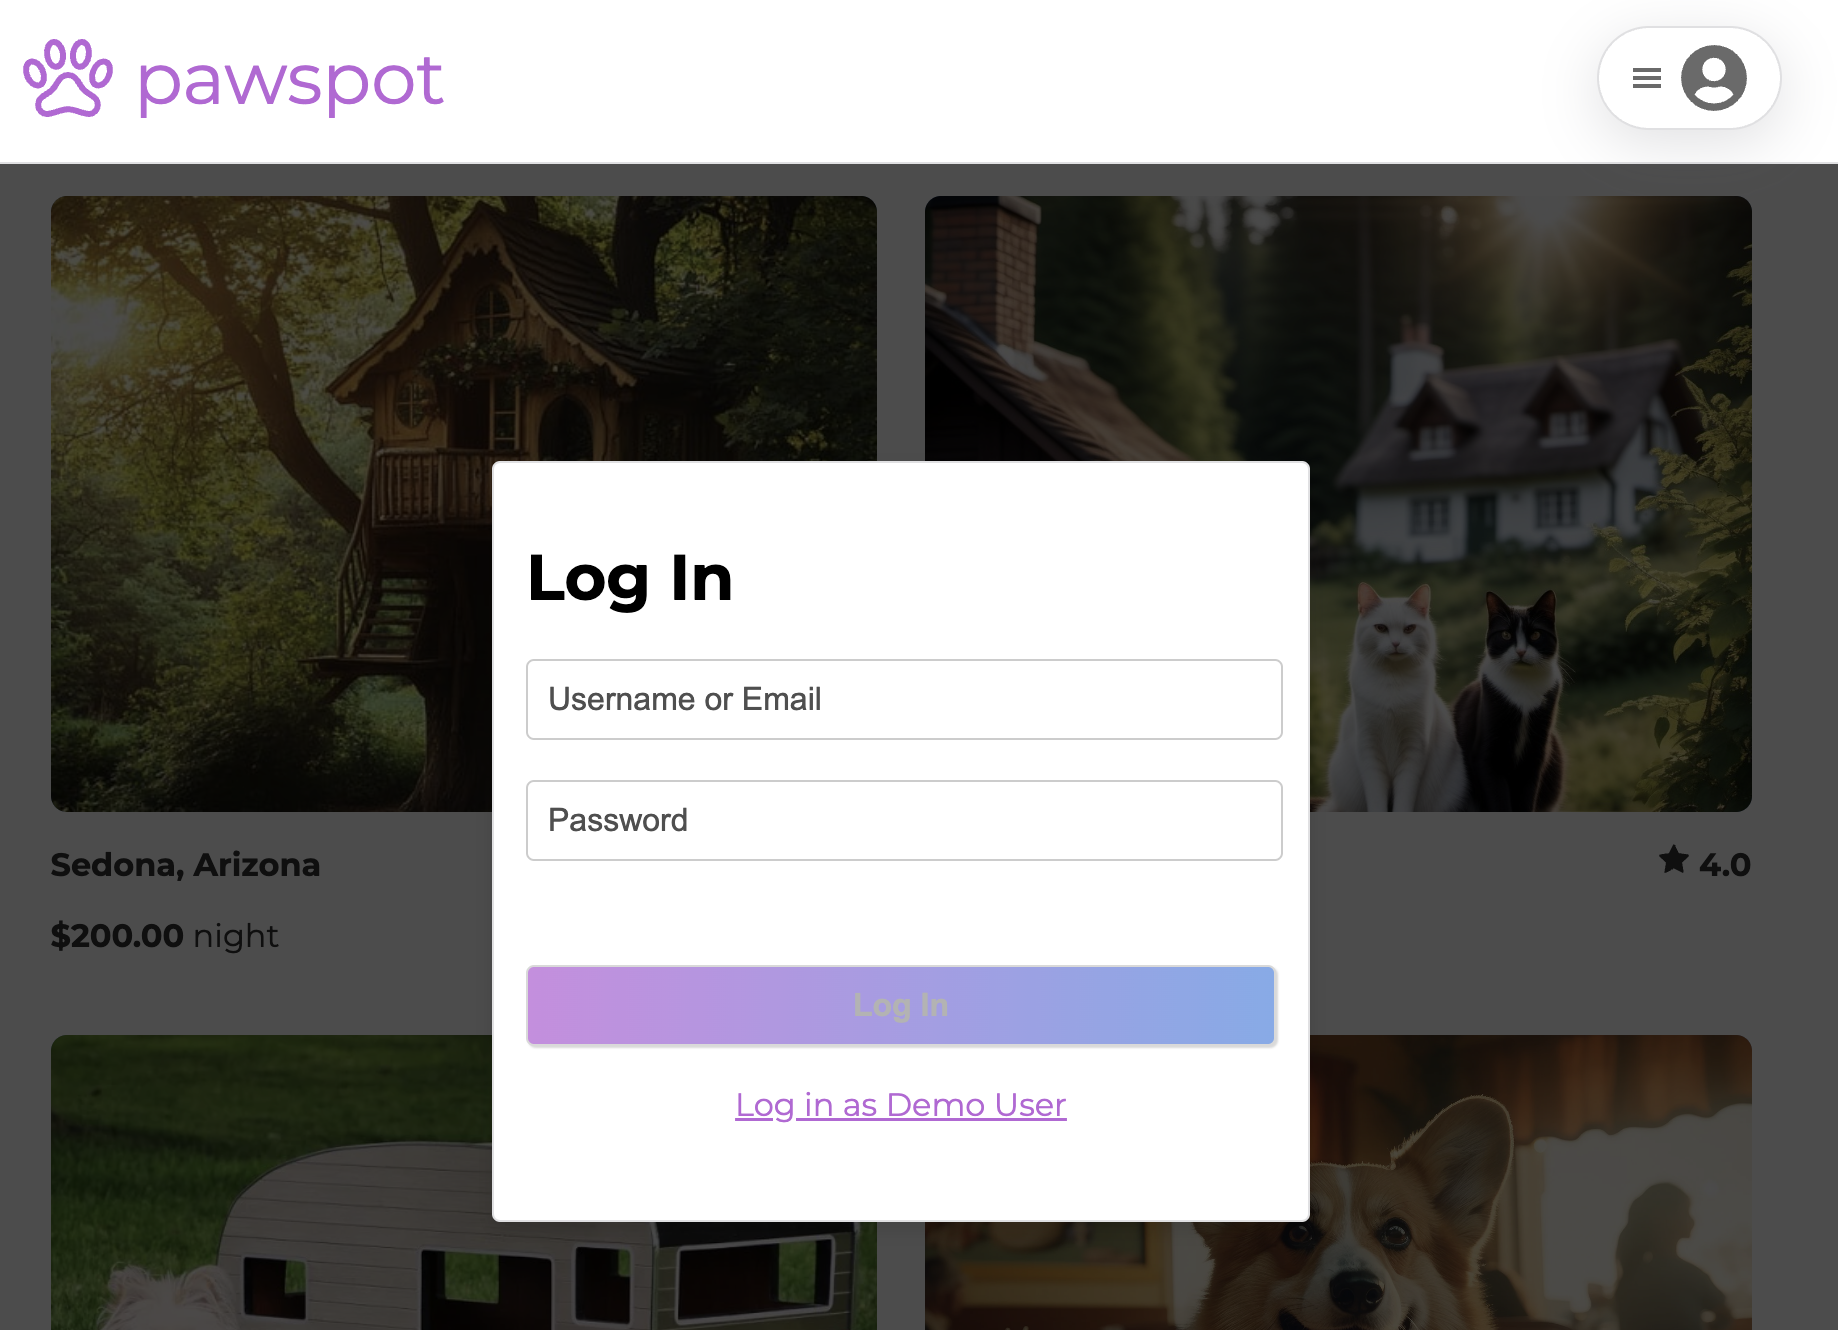 pawspot
Log In
Username or Email
Password
Log In
Log in as Demo User
Sedona, Arizona
$200.00 night
4.0